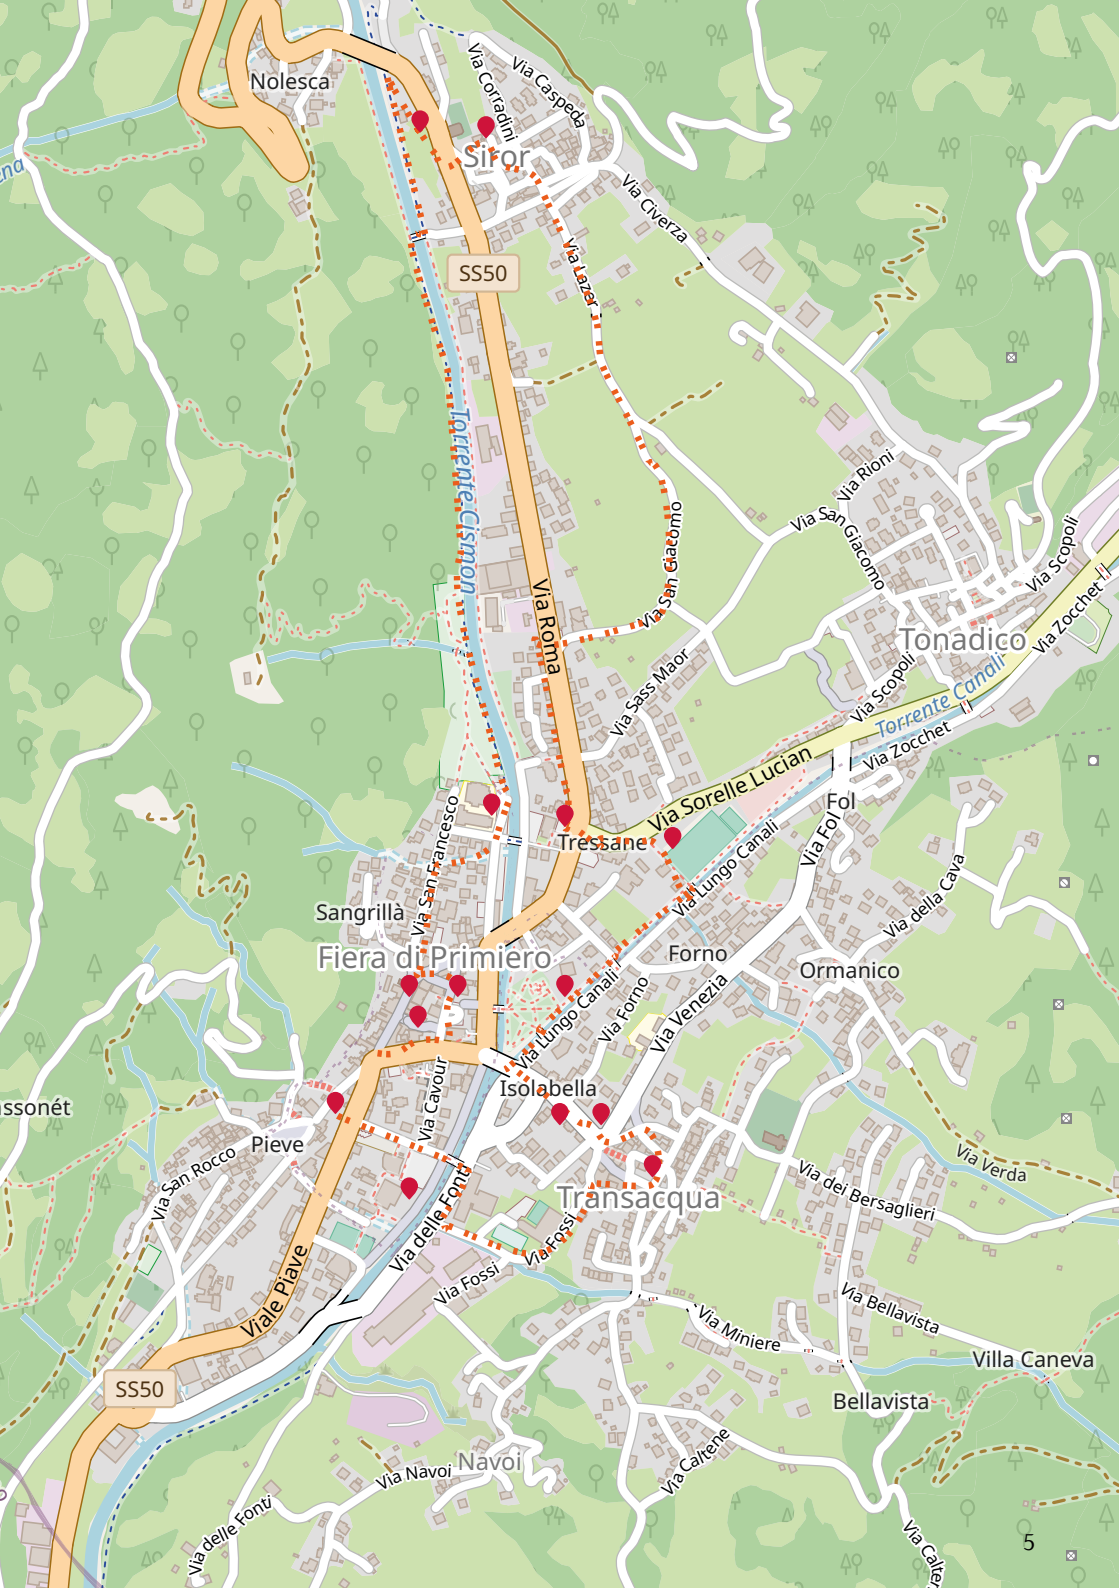 Via Corradini
Via Caspeda
Nolesca
Siror
ena
Via Civerza
Via Lazer
SS50
Torrente Cismon
Via Rioni
Via San Giacomo
Via San Giacomo
Via Scopoli
Via Zocchet
Via Roma
Tonadico
Via Sass Maor
Via Scopoli
Torrente Canali
Via Zocchet
Via Sorelle Lucian
Fol
Via Fol
Via San Francesco
Tressane
Via Lungo Canali
Via della Cava
Sangrillà
Fiera di Primiero
Forno
Ormanico
Via Lungo Canali
Via Forno
Via Venezia
Isolabella
Via Cavour
assonét
Pieve
Via San Rocco
Via Verda
Transacqua
Via dei Bersaglieri
Via delle Fonti
Via Fossi
Via Fossi
Viale Piave
Via Bellavista
Via Miniere
Villa Caneva
SS50
Bellavista
Navoi
Via Caltene
Via Navoi
Via delle Fonti
Via Calter
5